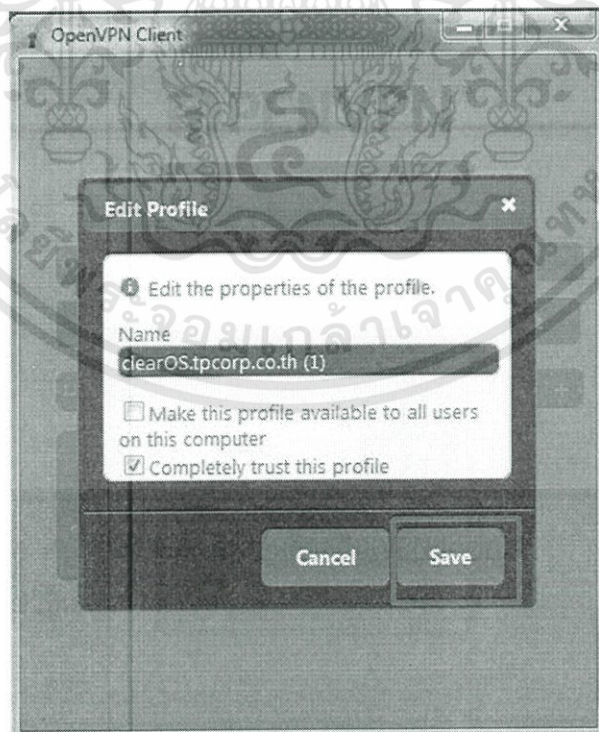 OpenVPN Client
Edit Profile
Edit the properties of the profile.
Name
clearOS.tpcorp.co.th (1)
Make this profile available to all users
on this computer
Completely trust this profile
Cancel
Save